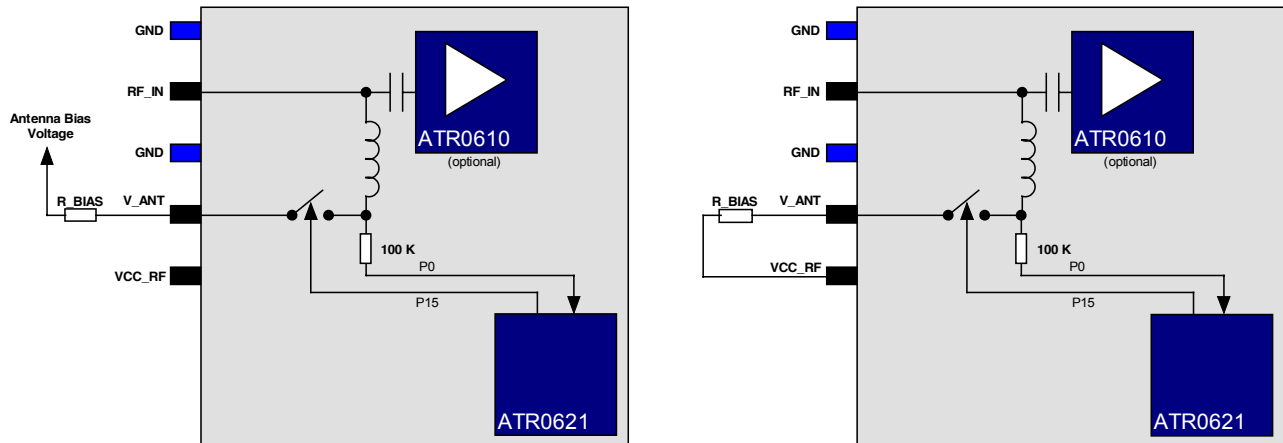 GND
RF_IN
Antenna Bias
Voltage
GND
R_BIAS
V_ANT
VCC_RF
ATR0610
(optional)
100 K
P0
P15
ATR0621
GND
RF_IN
GND
R_BIAS
V_ANT
VCC_RF
ATR0610
(optional)
100 K
P0
P15
ATR0621